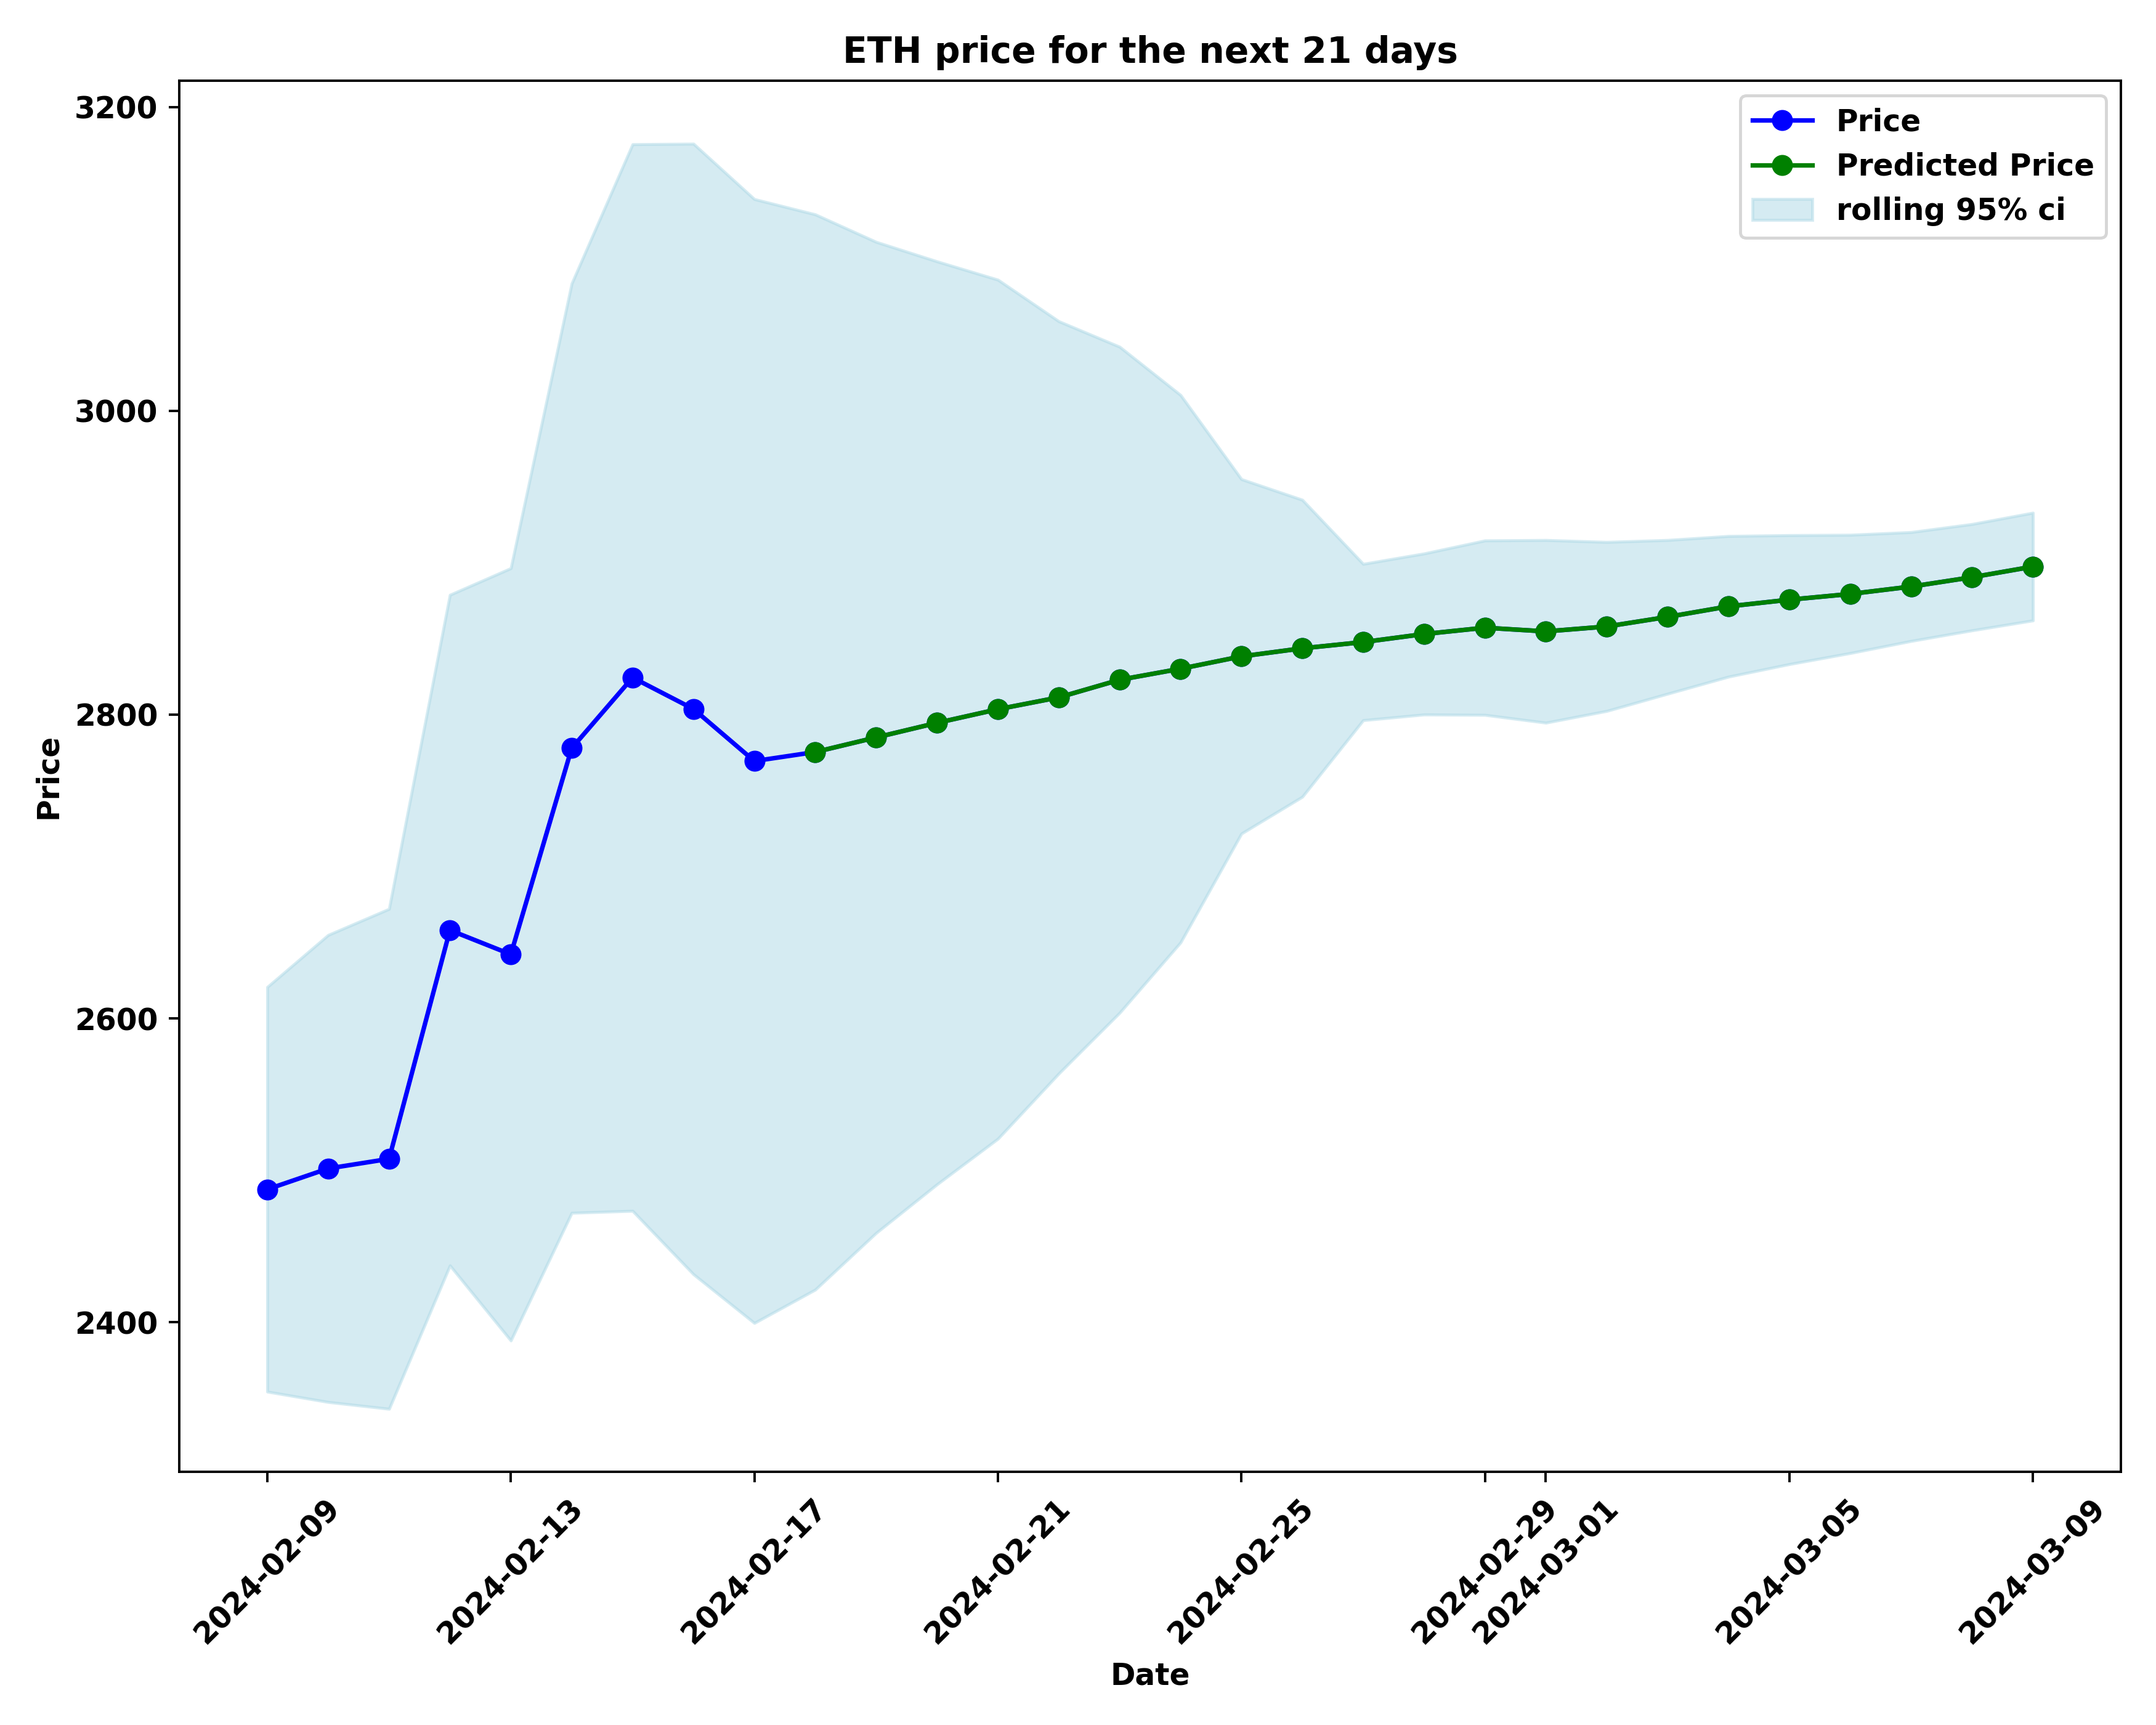 ETH price for the next 21 days
Price
Predicted Price
rolling 95% ci
3200
3000
2800
2600
2400
Price
2024-02-09
2024-02-13
2024-02-17
2024-02-21
2024-02-25
2024-02-29
2024-03-01
2024-03-05
2024-03-09
Date